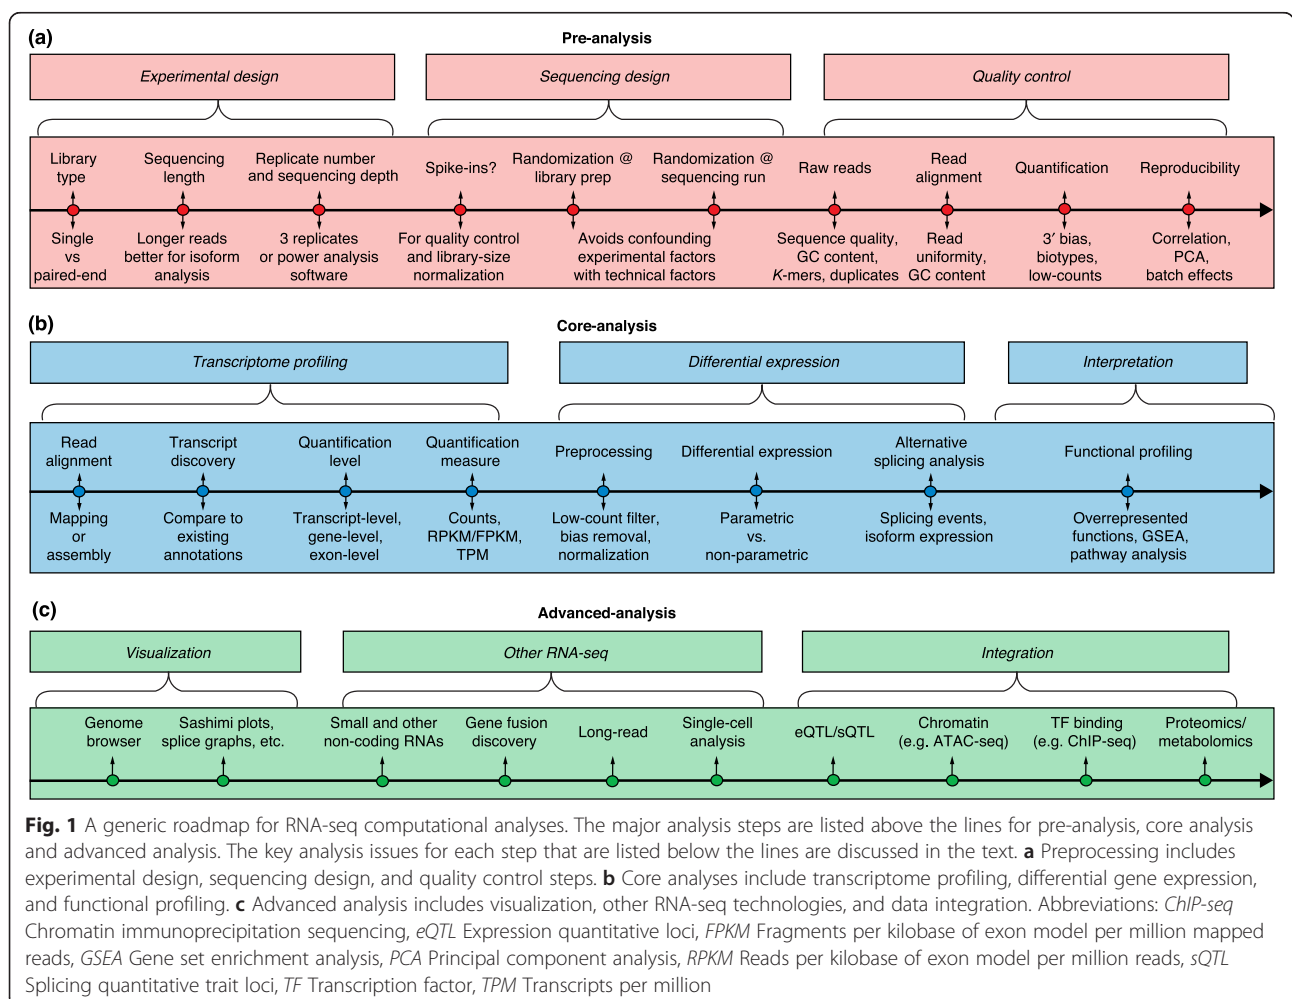 (a)
Pre-analysis
Experimental design
Sequencing design
Quality control
Library
type
Sequencing
length
Replicate number
and sequencing depth
Spike-ins?
Randomization @
library prep
Randomization @
sequencing run
Raw reads
Read
alignment
Quantification
Reproducibility
Single
vs
paired-end
Longer reads
better for isoform
analysis
3 replicates
or power analysis
software
For quality control
and library-size
normalization
Avoids confounding
experimental factors
with technical factors
Sequence quality,
GC content,
K-mers, duplicates
Read
uniformity,
GC content
3′ bias,
biotypes,
low-counts
Correlation,
PCA,
batch effects
(b)
Core-analysis
Transcriptome profiling
Differential expression
Interpretation
Read
alignment
Transcript
discovery
Quantification
level
Quantification
measure
Preprocessing
Differential expression
Alternative
splicing analysis
Functional profiling
Mapping
or
assembly
Compare to
existing
annotations
Transcript-level,
gene-level,
exon-level
Counts,
RPKM/FPKM,
TPM
Low-count filter,
bias removal,
normalization
Parametric
vs.
non-parametric
Splicing events,
isoform expression
Overrepresented
functions, GSEA,
pathway analysis
(c)
Advanced-analysis
Visualization
Other RNA-seq
Integration
Genome
browser
Sashimi plots,
splice graphs, etc.
Small and other
non-coding RNAs
Gene fusion
discovery
Long-read
Single-cell
analysis
eQTL/sQTL
Chromatin
(e.g. ATAC-seq)
TF binding
(e.g. ChIP-seq)
Proteomics/
metabolomics
Fig. 1 A generic roadmap for RNA-seq computational analyses. The major analysis steps are listed above the lines for pre-analysis, core analysis
and advanced analysis. The key analysis issues for each step that are listed below the lines are discussed in the text. a Preprocessing includes
experimental design, sequencing design, and quality control steps. b Core analyses include transcriptome profiling, differential gene expression,
and functional profiling. c Advanced analysis includes visualization, other RNA-seq technologies, and data integration. Abbreviations: ChIP-seq
Chromatin immunoprecipitation sequencing, eQTL Expression quantitative loci, FPKM Fragments per kilobase of exon model per million mapped
reads, GSEA Gene set enrichment analysis, PCA Principal component analysis, RPKM Reads per kilobase of exon model per million reads, sQTL
Splicing quantitative trait loci, TF Transcription factor, TPM Transcripts per million